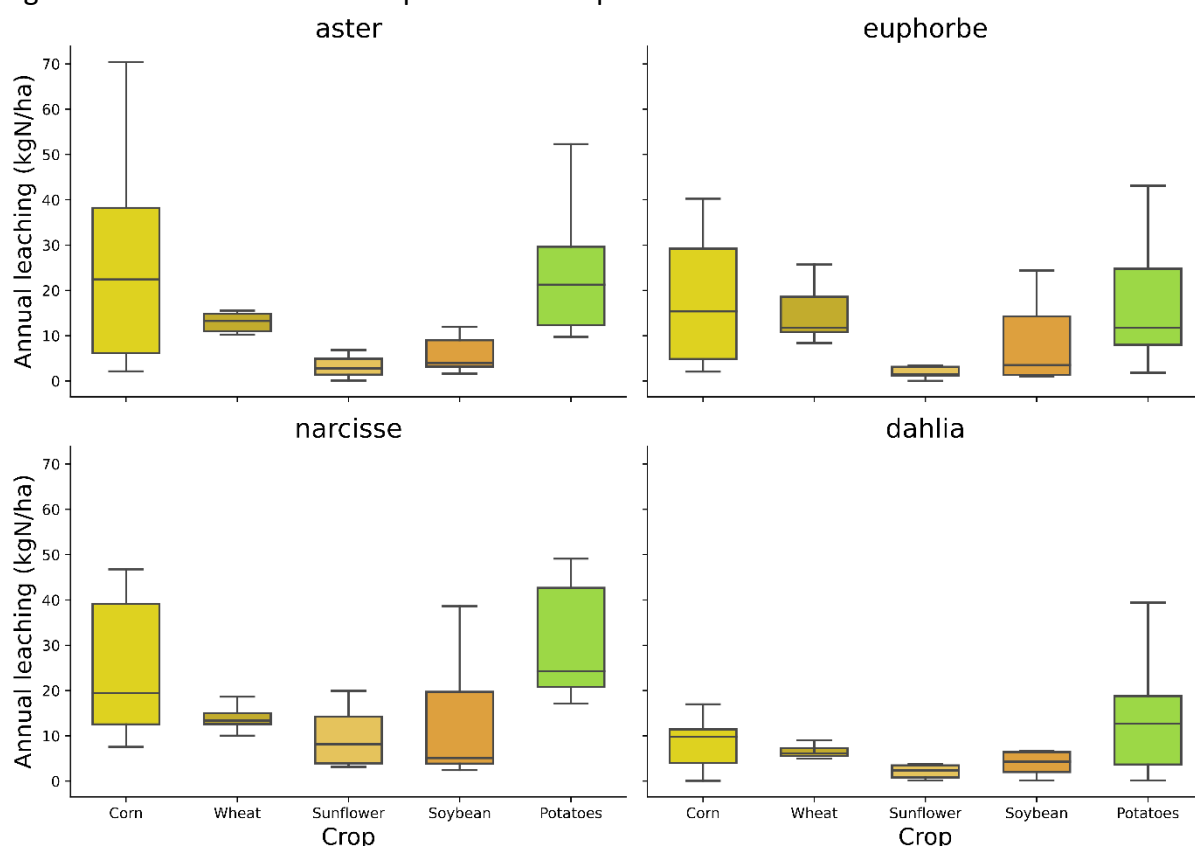 aster
euphorbe
Annual leaching (kgN/ha)
70
60
50
40
30
20
10
0
narcisse
dahlia
Annual leaching (kgN/ha)
70
60
50
40
30
20
10
0
Corn Wheat Sunflower Soybean Potatoes
Corn Wheat Sunflower Soybean Potatoes
Crop
Crop